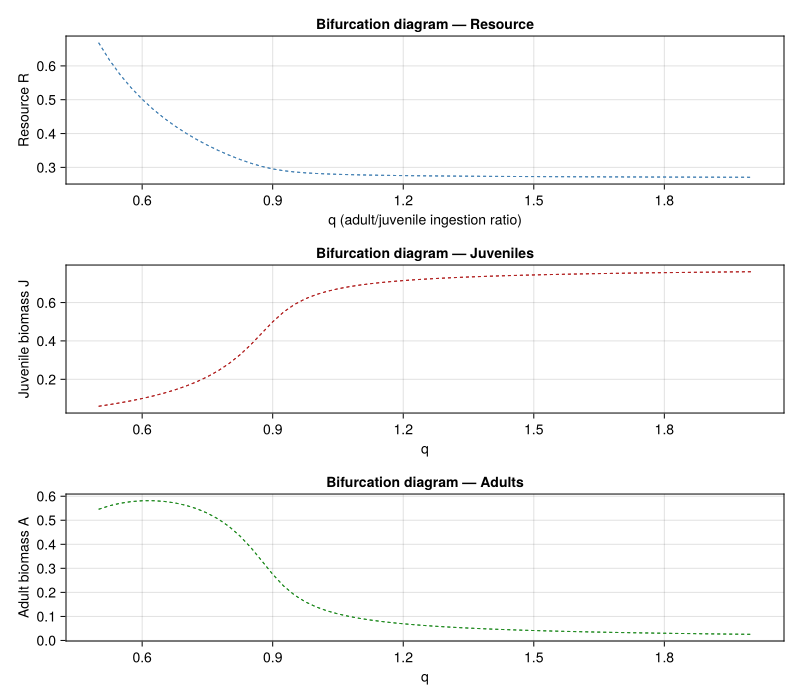 Bifurcation diagram — Resource
Resource R
0.6
0.5
0.4
0.3
0.6 0.9 1.2 1.5 1.8
q (adult/juvenile ingestion ratio)
Bifurcation diagram — Juveniles
Juvenile biomass J
0.6
0.4
0.2
0.6 0.9 1.2 1.5 1.8
q
Bifurcation diagram — Adults
Adult biomass A
0.6
0.5
0.4
0.3
0.2
0.1
0.0
0.6 0.9 1.2 1.5 1.8
q